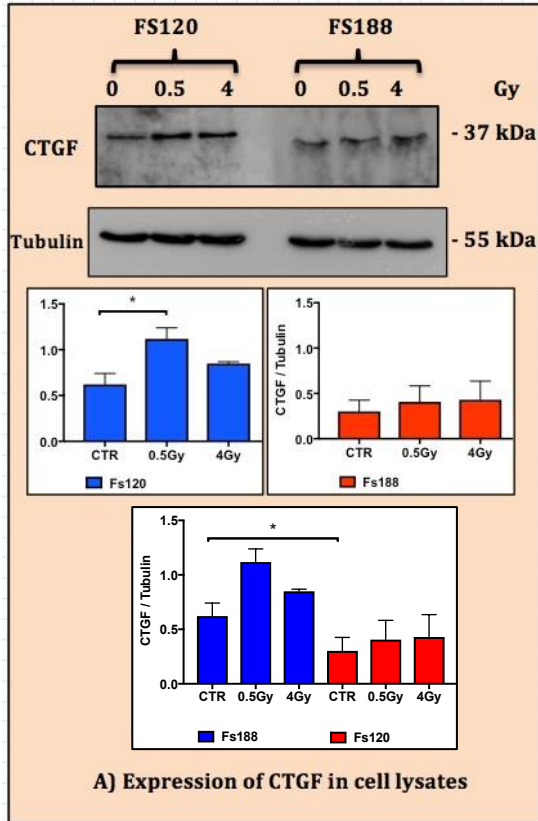 FS120 FS188
0 0.5 4 0 0.5 4 Gy
CTGF - 37 kDa
Tubulin - 55 kDa
1.5
1.0
0.5
0.0
*
CTR 0.5Gy 4Gy
Fs120
CTGF / Tubulin
1.5
1.0
0.5
0.0
CTR 0.5Gy 4Gy
Fs188
CTGF / Tubulin
1.5
1.0
0.5
0.0
*
CTR 0.5Gy 4Gy CTR 0.5Gy 4Gy
Fs188 Fs120
A) Expression of CTGF in cell lysates